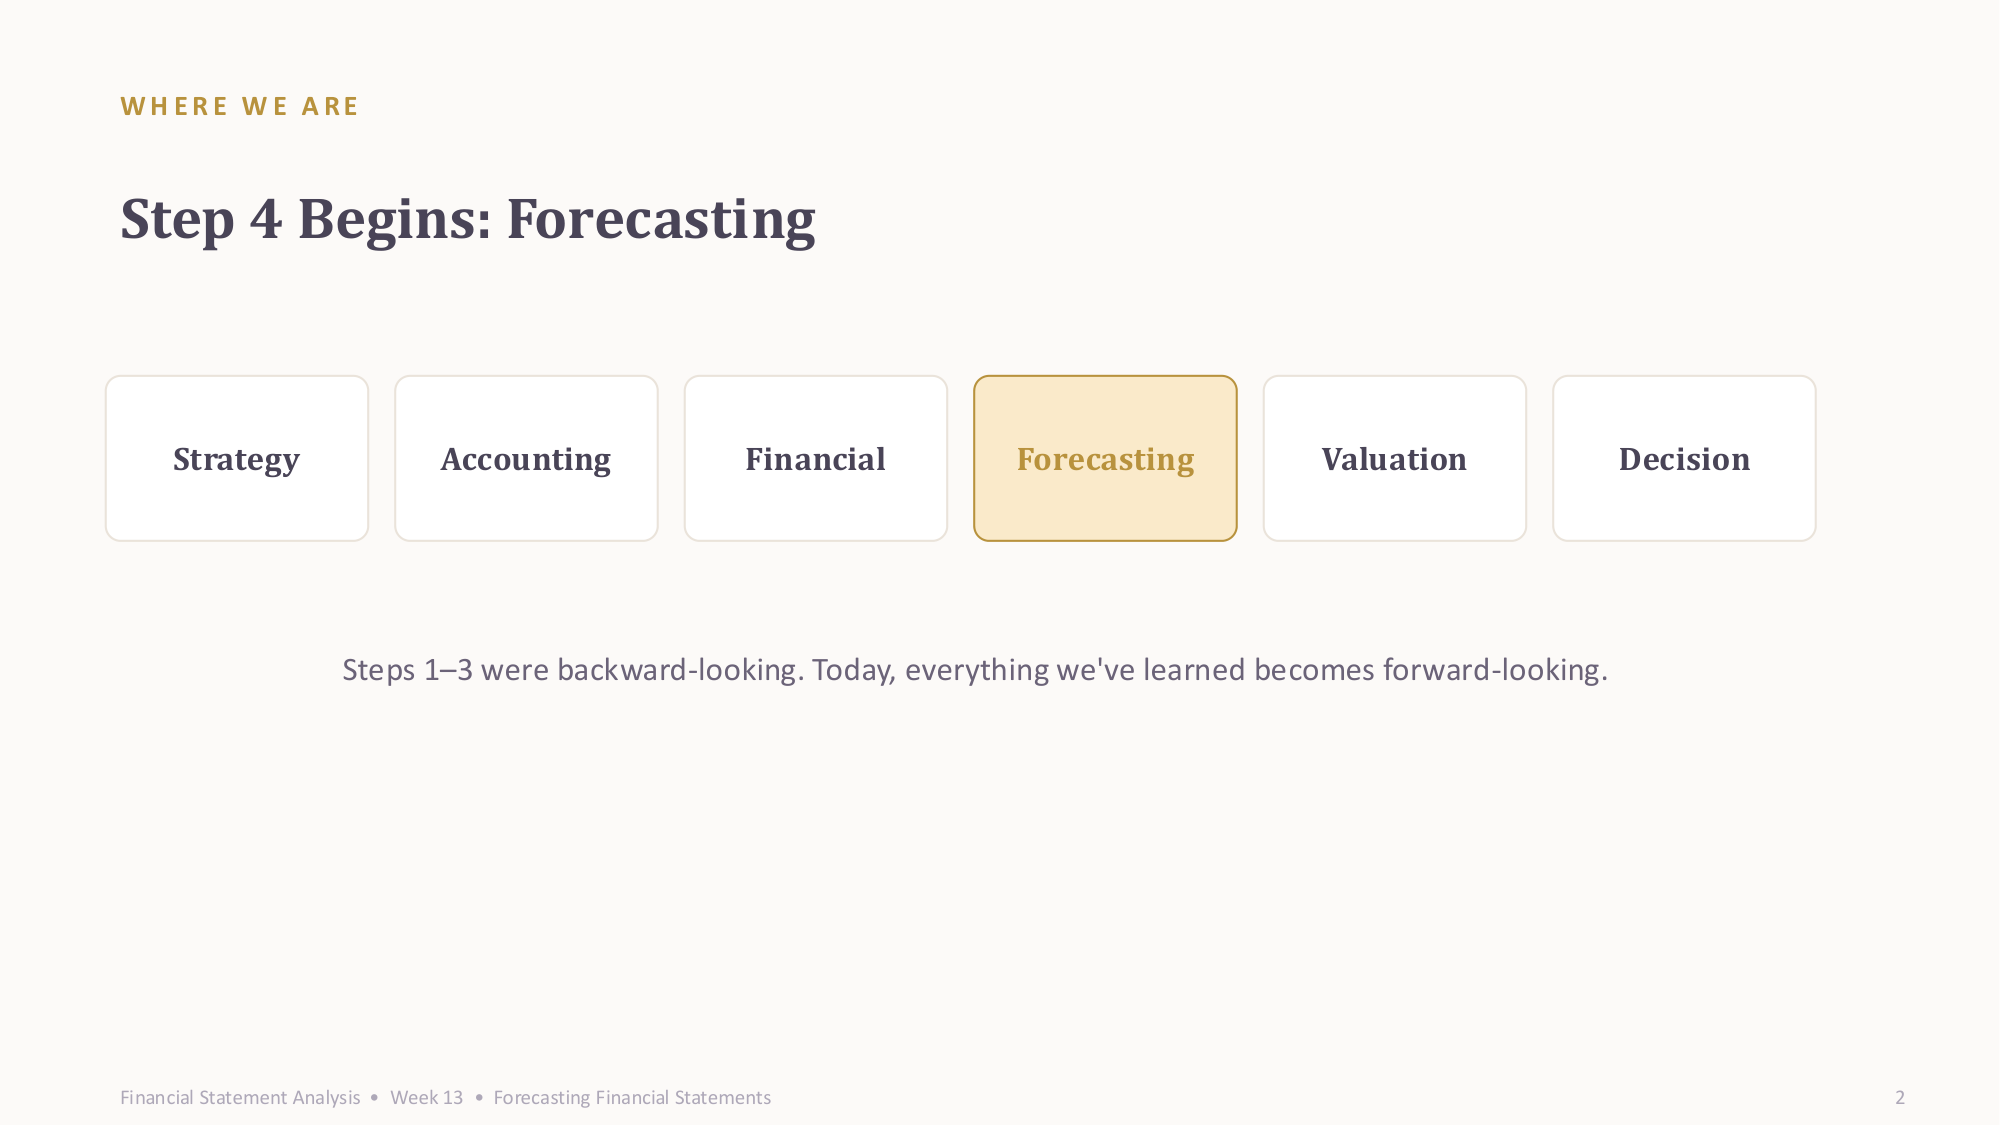 WHERE WE ARE
Step 4 Begins: Forecasting
Strategy
Accounting
Financial
Forecasting
Valuation
Decision
Steps 1–3 were backward-looking. Today, everything we've learned becomes forward-looking.
Financial Statement Analysis • Week 13 • Forecasting Financial Statements
2